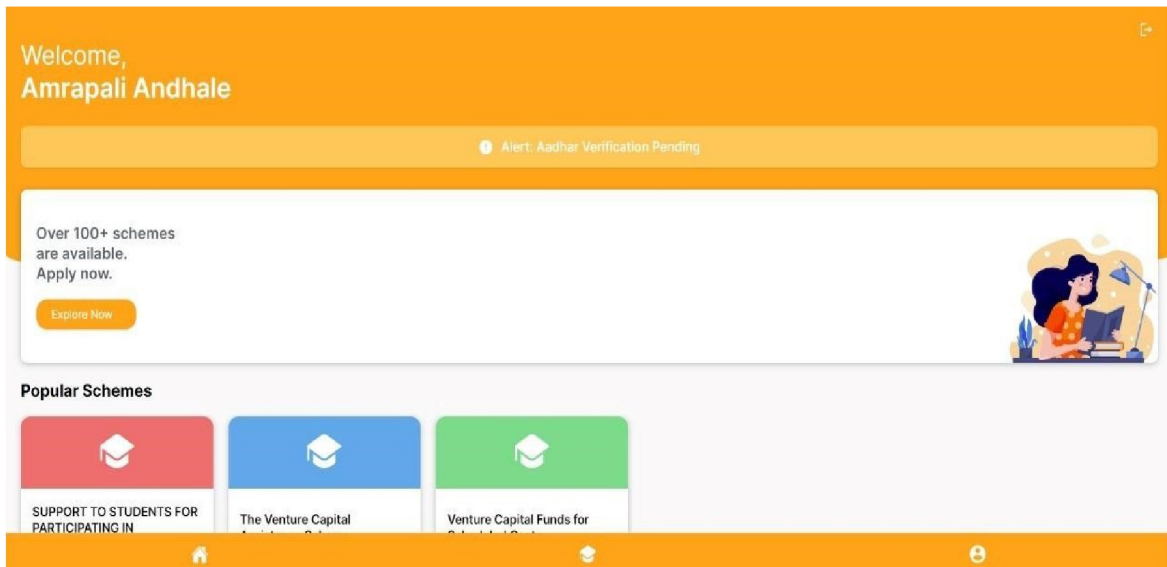 Welcome,
Amrapali Andhale
Alert: Aadhar Verification Pending
Over 100+ schemes
are available.
Apply now.
Explore Now
Popular Schemes
SUPPORT TO STUDENTS FOR
PARTICIPATING IN
The Venture Capital
Venture Capital Funds for